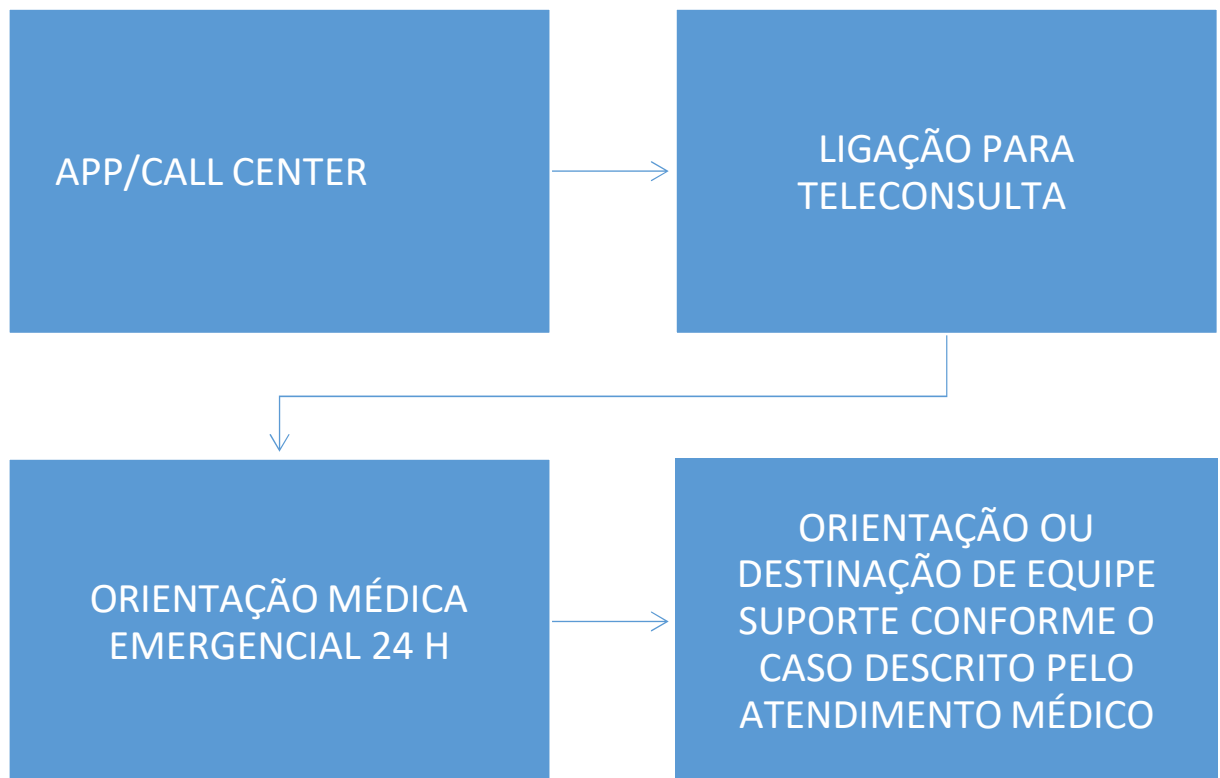 APP/CALL CENTER
LIGAÇÃO PARA
TELECONSULTA
ORIENTAÇÃO MÉDICA
EMERGENCIAL 24 H
ORIENTAÇÃO OU
DESTINAÇÃO DE EQUIPE
SUPORTE CONFORME O
CASO DESCRITO PELO
ATENDIMENTO MÉDICO